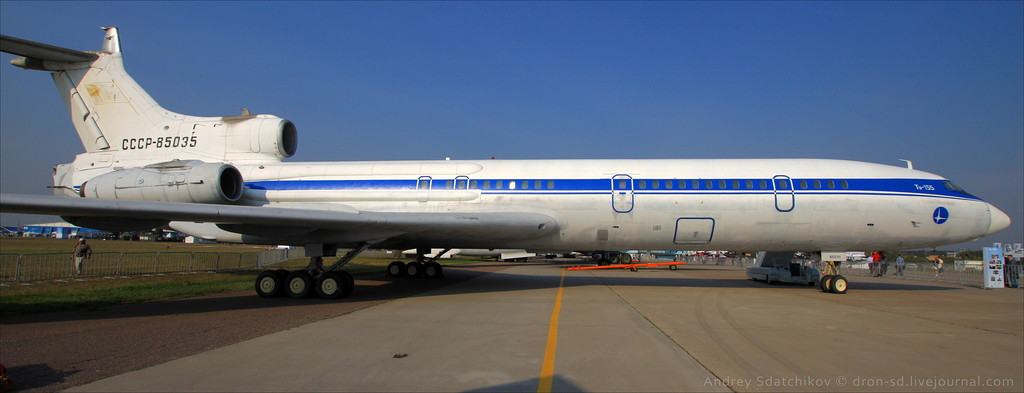 СССР-85035
Ту-155
Andrey Sdatchikov © dron-sd.livejournal.com